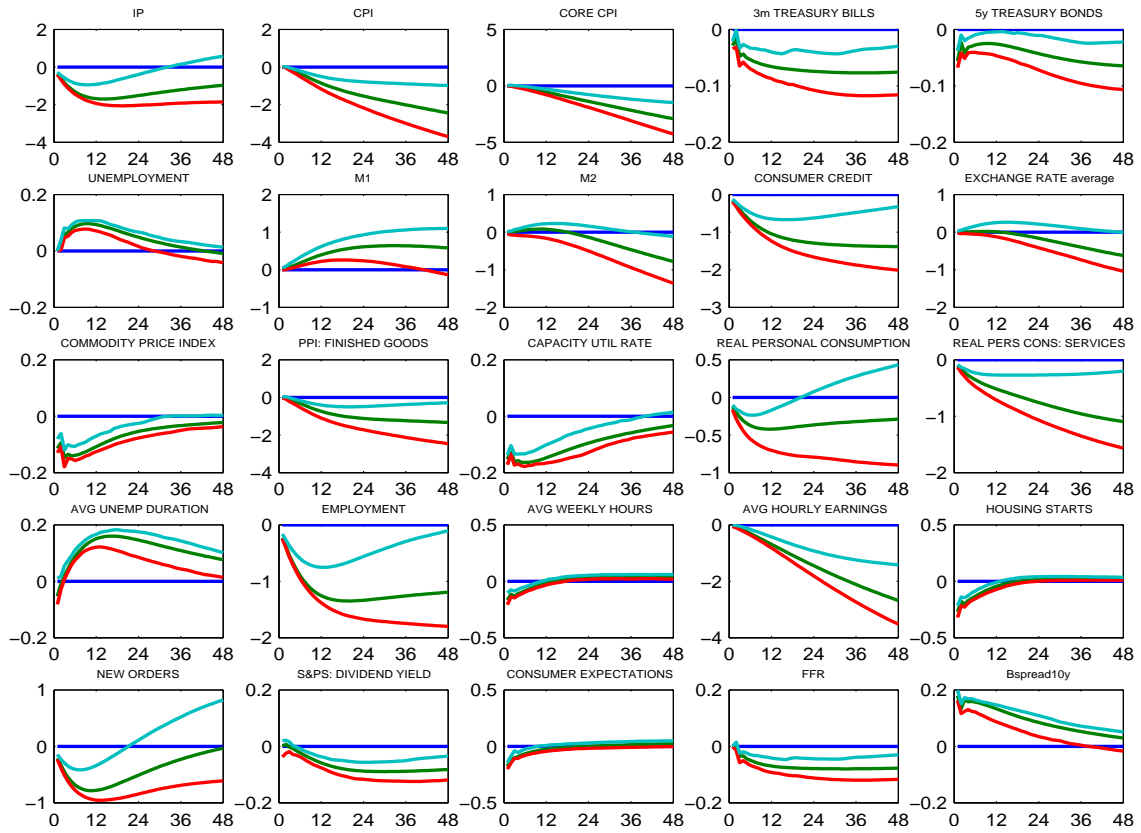 IP CPI CORE CPI 3m TREASURY BILLS 5y TREASURY BONDS
2 2 5 0 0
0 0 0 −0.1 −0.1
−2 −2
−4 −4 −5 −0.2 −0.2
0 12 24 36 48 0 12 24 36 48 0 12 24 36 48 0 12 24 36 48 0 12 24 36 48
UNEMPLOYMENT M1 M2 CONSUMER CREDIT EXCHANGE RATE average
0.2 2 1 0 1
1 0 −1 0
0 0 −1 −2 −1
−0.2 −1 −2 −3 −2
0 12 24 36 48 0 12 24 36 48 0 12 24 36 48 0 12 24 36 48 0 12 24 36 48
COMMODITY PRICE INDEX PPI: FINISHED GOODS CAPACITY UTIL RATE REAL PERSONAL CONSUMPTION REAL PERS CONS: SERVICES
0.2 2 0.2 0.5 0
0 0 0 0 −1
−2 −0.5
−0.2 −4 −0.2 −1 −2
0 12 24 36 48 0 12 24 36 48 0 12 24 36 48 0 12 24 36 48 0 12 24 36 48
AVG UNEMP DURATION EMPLOYMENT AVG WEEKLY HOURS AVG HOURLY EARNINGS HOUSING STARTS
0.2 0 0.5 0 0.5
0 −1 0 −2 0
−0.2 −2 −0.5 −4 −0.5
0 12 24 36 48 0 12 24 36 48 0 12 24 36 48 0 12 24 36 48 0 12 24 36 48
NEW ORDERS S&PS: DIVIDEND YIELD CONSUMER EXPECTATIONS FFR Bspread10y
1 0.2 0.5 0.2 0.2
0 0 0 0 0
−1 −0.2 −0.5 −0.2 −0.2
0 12 24 36 48 0 12 24 36 48 0 12 24 36 48 0 12 24 36 48 0 12 24 36 48